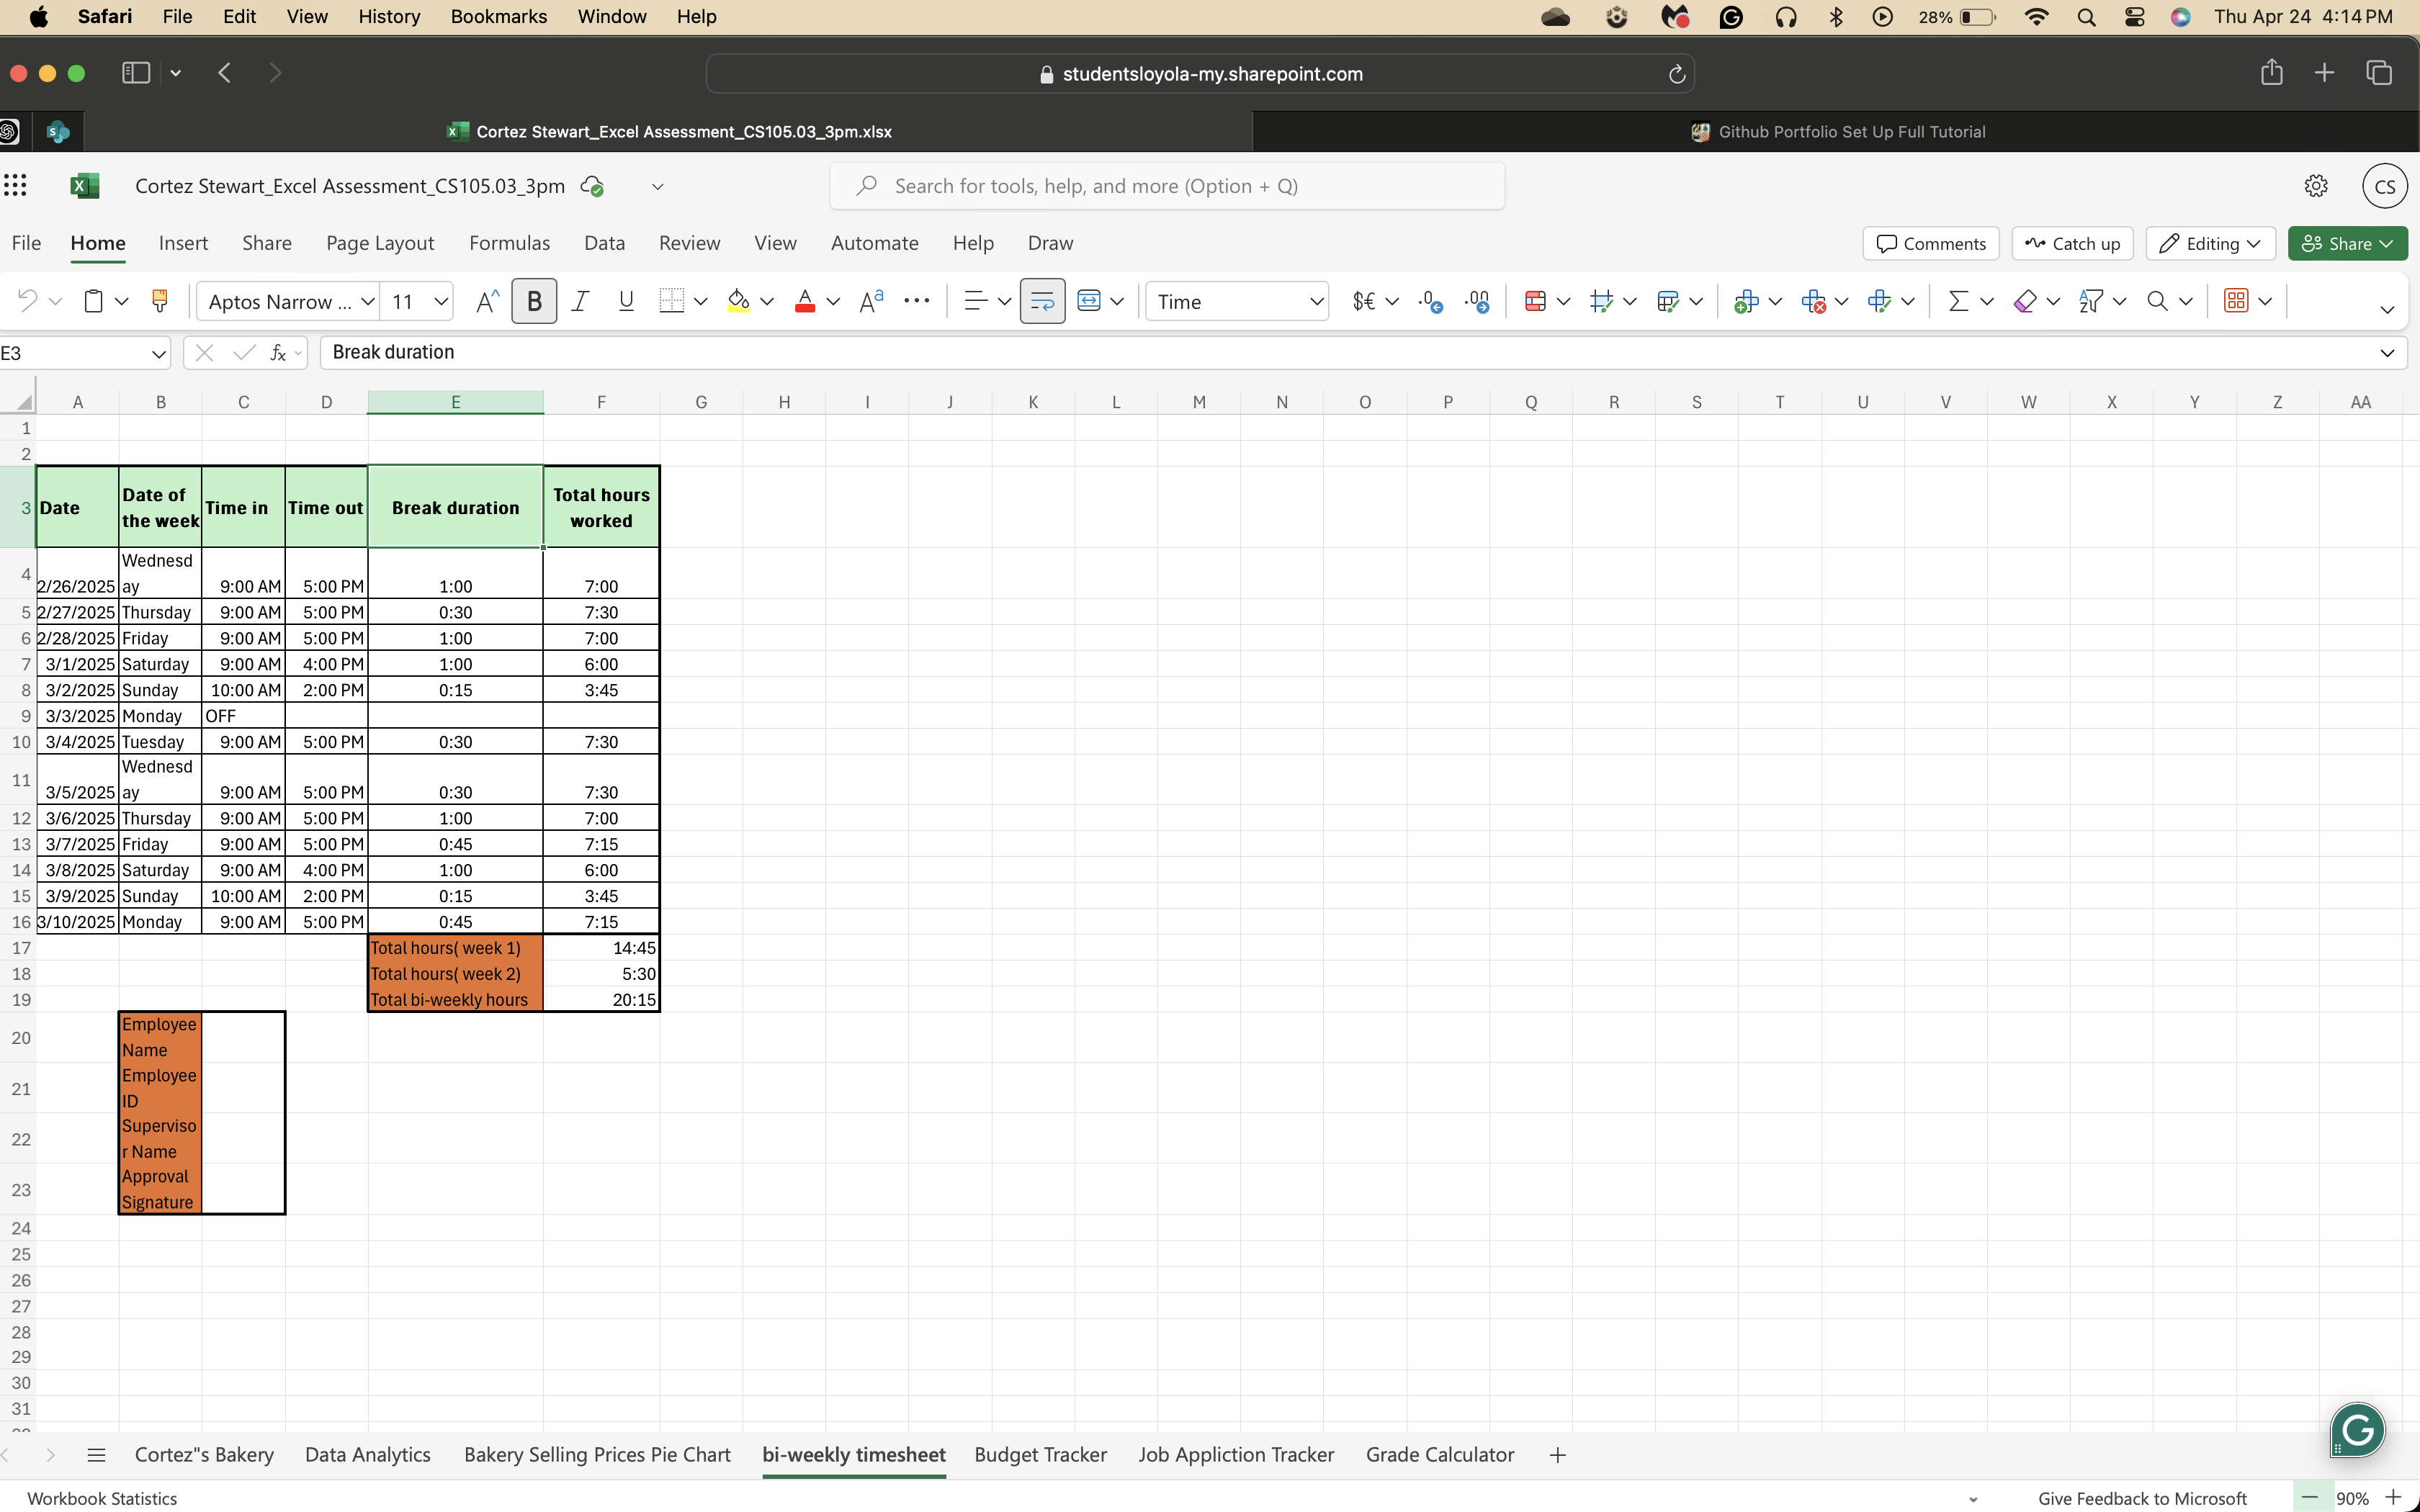 Safari File Edit View History Bookmarks Window Help 28% Thu Apr 24 4:14 PM
studentsloyola-my.sharepoint.com
S Cortez Stewart_Excel Assessment_CS105.03_3pm.xlsx Github Portfolio Set Up Full Tutorial
Cortez Stewart_Excel Assessment_CS105.03_3pm Search for tools, help, and more (Option + Q) CS
File Home Insert Share Page Layout Formulas Data Review View Automate Help Draw Comments Catch up Editing Share
Aptos Narrow ... 11 A B I U A Aa ... Time $€ .0 .00
E3 fx Break duration
A B C D E F G H I J K L M N O P Q R S T U V W X Y Z AA
1
2
3 Date Date of the week Time in Time out Break duration Total hours worked
4 2/26/2025 Wednesday 9:00 AM 5:00 PM 1:00 7:00
5 2/27/2025 Thursday 9:00 AM 5:00 PM 0:30 7:30
6 2/28/2025 Friday 9:00 AM 5:00 PM 1:00 7:00
7 3/1/2025 Saturday 9:00 AM 4:00 PM 1:00 6:00
8 3/2/2025 Sunday 10:00 AM 2:00 PM 0:15 3:45
9 3/3/2025 Monday OFF
10 3/4/2025 Tuesday 9:00 AM 5:00 PM 0:30 7:30
11 3/5/2025 Wednesday 9:00 AM 5:00 PM 0:30 7:30
12 3/6/2025 Thursday 9:00 AM 5:00 PM 1:00 7:00
13 3/7/2025 Friday 9:00 AM 5:00 PM 0:45 7:15
14 3/8/2025 Saturday 9:00 AM 4:00 PM 1:00 6:00
15 3/9/2025 Sunday 10:00 AM 2:00 PM 0:15 3:45
16 3/10/2025 Monday 9:00 AM 5:00 PM 0:45 7:15
17 Total hours( week 1) 14:45
18 Total hours( week 2) 5:30
19 Total bi-weekly hours 20:15
20 Employee Name
21 Employee ID
22 Supervisor Name
23 Approval Signature
24
25
26
27
28
29
30
31
Cortez"s Bakery Data Analytics Bakery Selling Prices Pie Chart bi-weekly timesheet Budget Tracker Job Appliction Tracker Grade Calculator
Workbook Statistics Give Feedback to Microsoft 90%